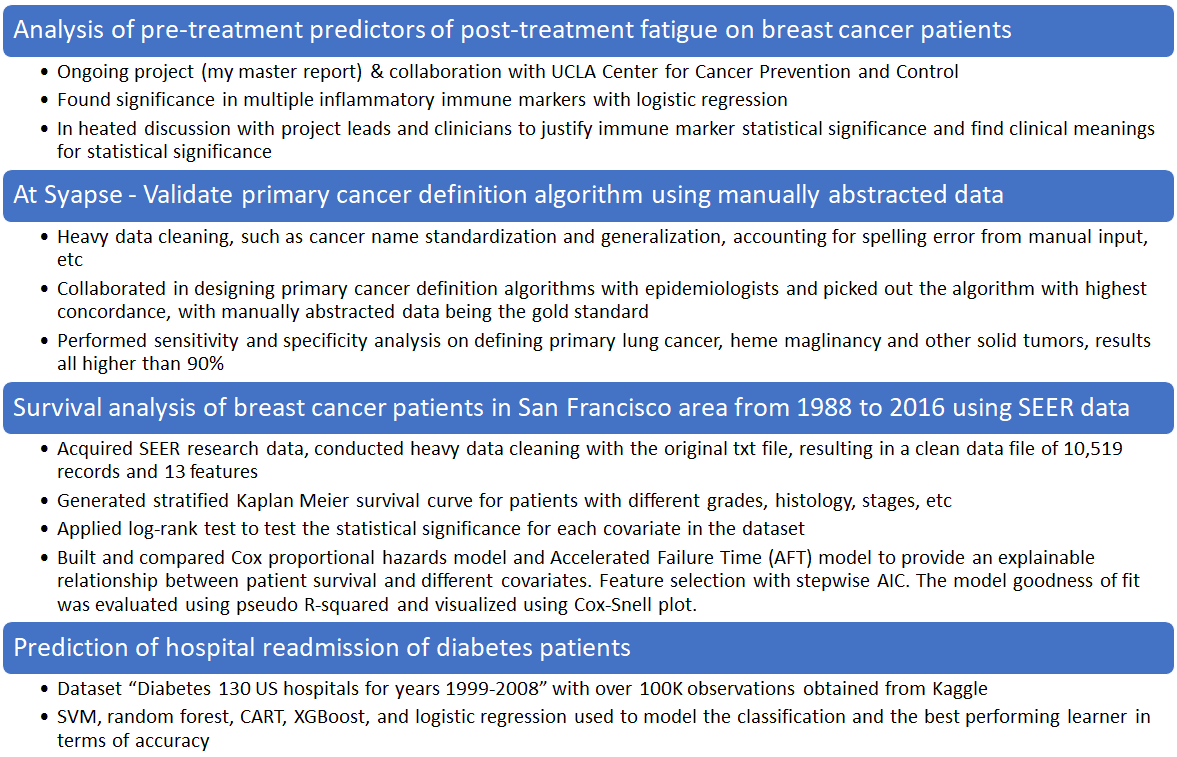 Analysis of pre-treatment predictors of post-treatment fatigue on breast cancer patients
• Ongoing project (my master report) & collaboration with UCLA Center for Cancer Prevention and Control
• Found significance in multiple inflammatory immune markers with logistic regression
• In heated discussion with project leads and clinicians to justify immune marker statistical significance and find clinical meanings
for statistical significance
At Syapse - Validate primary cancer definition algorithm using manually abstracted data
• Heavy data cleaning, such as cancer name standardization and generalization, accounting for spelling error from manual input,
etc
• Collaborated in designing primary cancer definition algorithms with epidemiologists and picked out the algorithm with highest
concordance, with manually abstracted data being the gold standard
• Performed sensitivity and specificity analysis on defining primary lung cancer, heme maglinancy and other solid tumors, results
all higher than 90%
Survival analysis of breast cancer patients in San Francisco area from 1988 to 2016 using SEER data
• Acquired SEER research data, conducted heavy data cleaning with the original txt file, resulting in a clean data file of 10,519
records and 13 features
• Generated stratified Kaplan Meier survival curve for patients with different grades, histology, stages, etc
• Applied log-rank test to test the statistical significance for each covariate in the dataset
• Built and compared Cox proportional hazards model and Accelerated Failure Time (AFT) model to provide an explainable
relationship between patient survival and different covariates. Feature selection with stepwise AIC. The model goodness of fit
was evaluated using pseudo R-squared and visualized using Cox-Snell plot.
Prediction of hospital readmission of diabetes patients
• Dataset “Diabetes 130 US hospitals for years 1999-2008” with over 100K observations obtained from Kaggle
• SVM, random forest, CART, XGBoost, and logistic regression used to model the classification and the best performing learner in
terms of accuracy